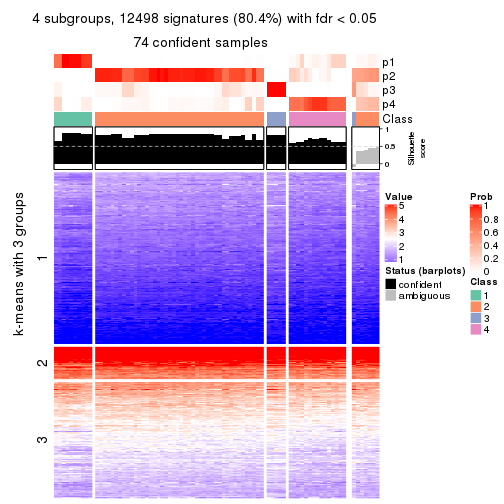 4 subgroups, 12498 signatures (80.4%) with fdr < 0.05
74 confident samples
p1
p2
p3
p4
Class
1
0.5
0
Silhouette
score
k-means with 3 groups
1
2
3
Value
5
4
3
2
1
Status (barplots)
confident
ambiguous
Prob
1
0.8
0.6
0.4
0.2
0
Class
1
2
3
4